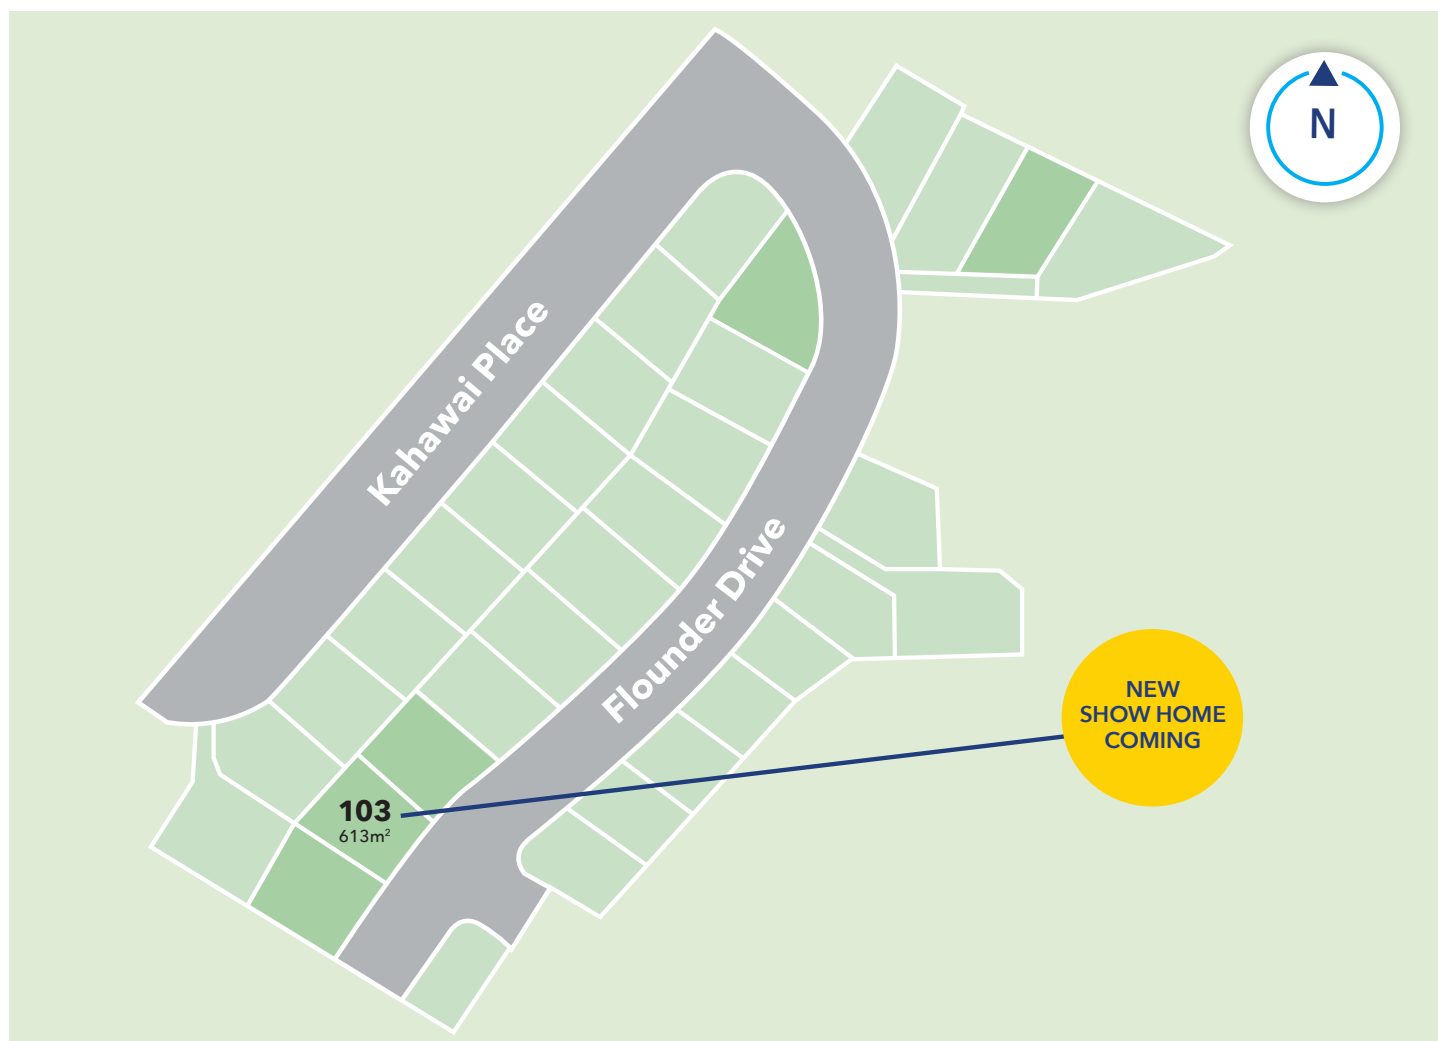 N
Kahawai Place
Flounder Drive
NEW
SHOW HOME
COMING
103
613m²